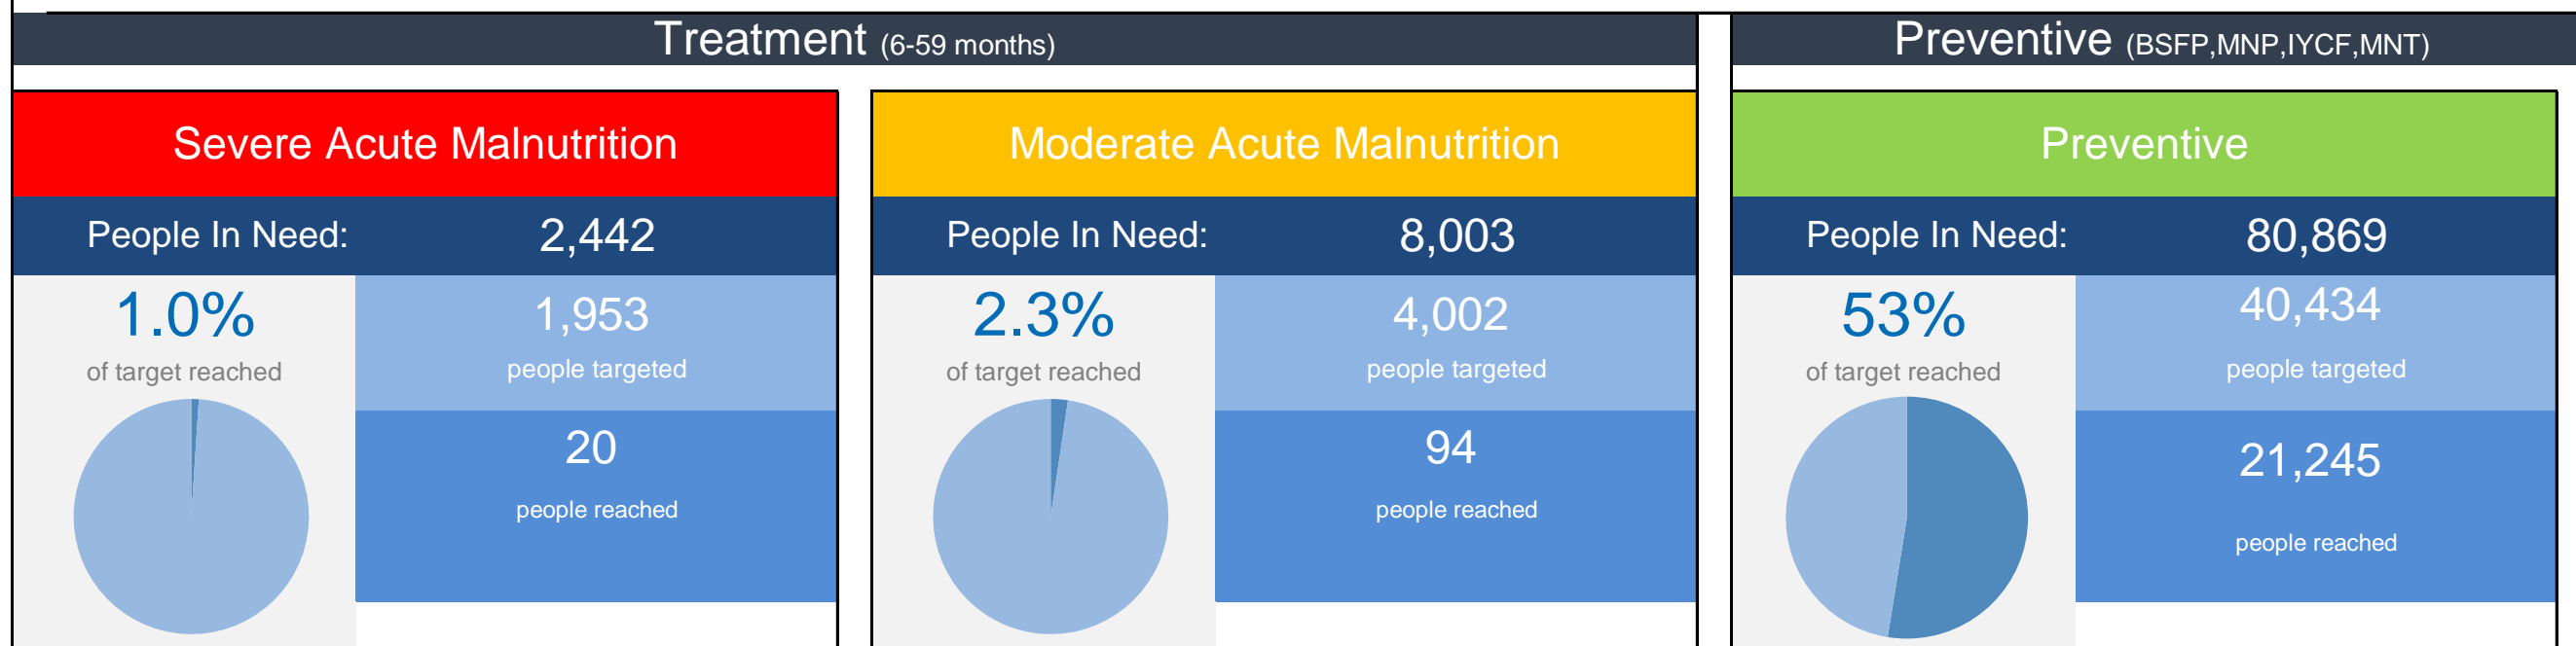 Treatment (6-59 months)
Preventive (BSFP,MNP,IYCF,MNT)
Severe Acute Malnutrition
People In Need: 2,442
1.0%
of target reached
1,953
people targeted
20
people reached
Moderate Acute Malnutrition
People In Need: 8,003
2.3%
of target reached
4,002
people targeted
94
people reached
Preventive
People In Need: 80,869
53%
of target reached
40,434
people targeted
21,245
people reached